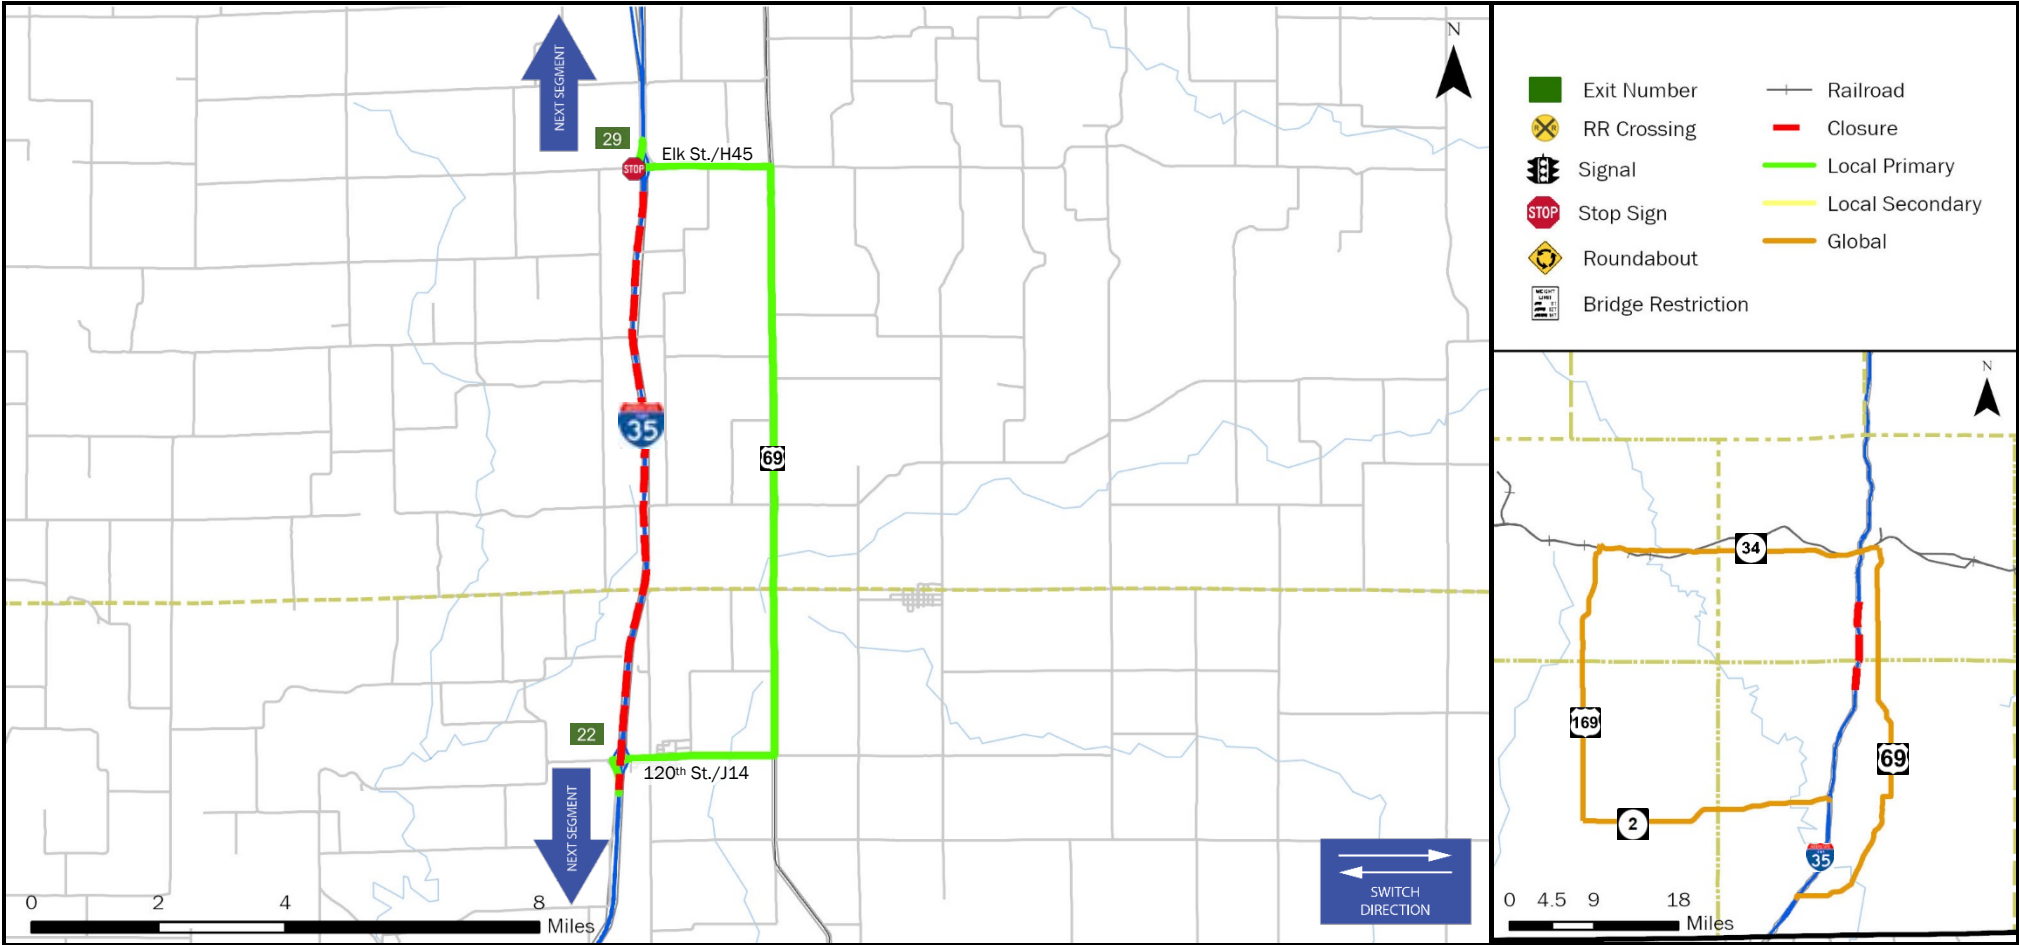 NEXT SEGMENT
N
29
STOP
Elk St./H45
35
69
22
120th St./J14
NEXT SEGMENT
SWITCH
DIRECTION
0 2 4 8
Miles
Exit Number
RR Crossing
Signal
STOP Stop Sign
Roundabout
WEIGHT
LIMIT
Bridge Restriction
Railroad
Closure
Local Primary
Local Secondary
Global
N
34
169
69
2
35
0 4.5 9 18
Miles